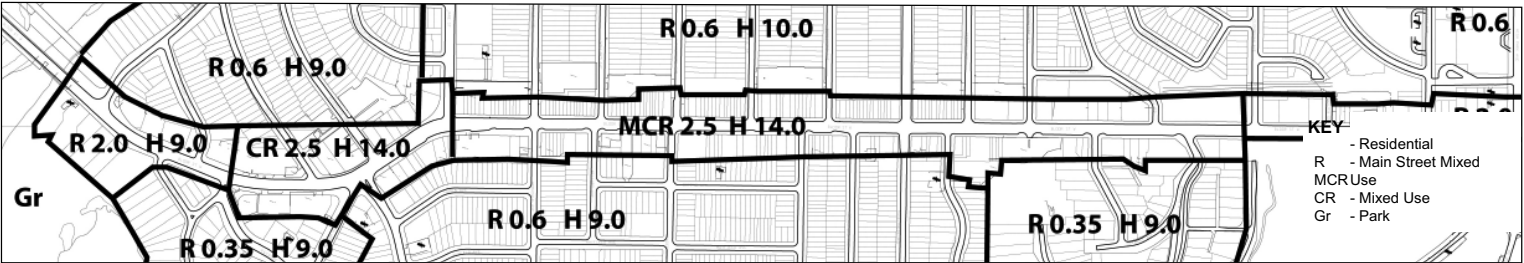 R 0.6 H 10.0
R 0.6
R 0.6 H 9.0
MCR 2.5 H 14.0
R 2.0 H 9.0
CR 2.5 H 14.0
Gr
R 0.6 H 9.0
R 0.35 H 9.0
R 0.35 H 9.0
KEY
- Residential
R - Main Street Mixed
MCR Use
CR - Mixed Use
Gr - Park